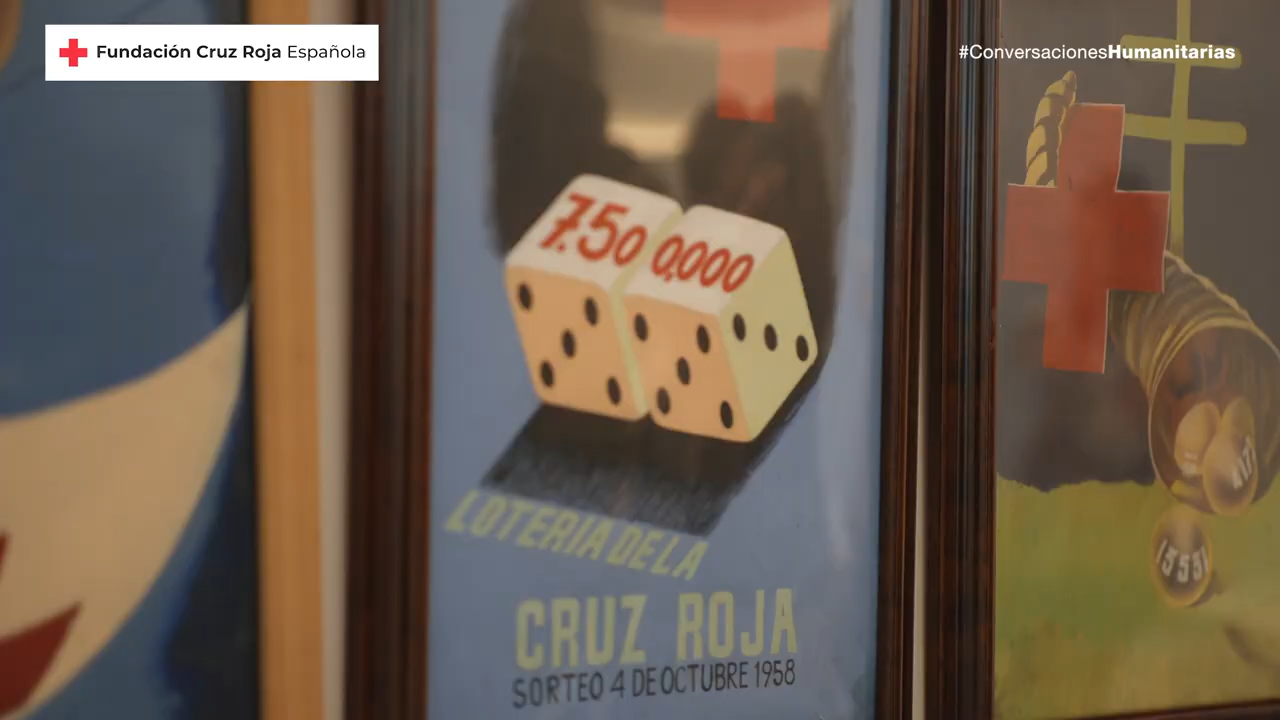 Fundación Cruz Roja Española
#ConversacionesHumanitarias
7.50 0,000
LOTERIA DE LA
CRUZ ROJA
SORTEO 4 DE OCTUBRE 1958